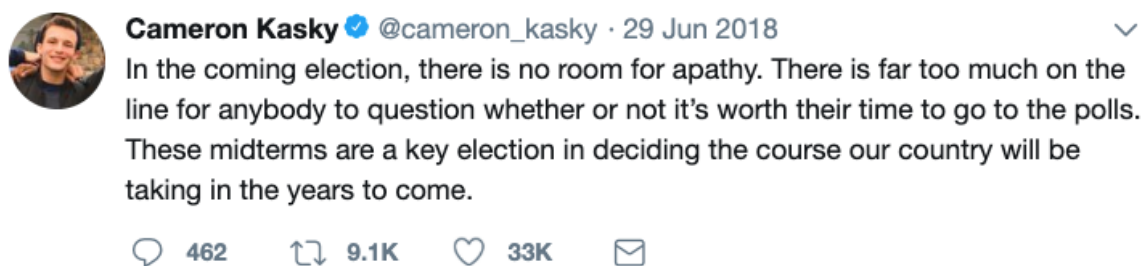 Cameron Kasky @cameron_kasky · 29 Jun 2018
In the coming election, there is no room for apathy. There is far too much on the
line for anybody to question whether or not it’s worth their time to go to the polls.
These midterms are a key election in deciding the course our country will be
taking in the years to come.
462 9.1K 33K